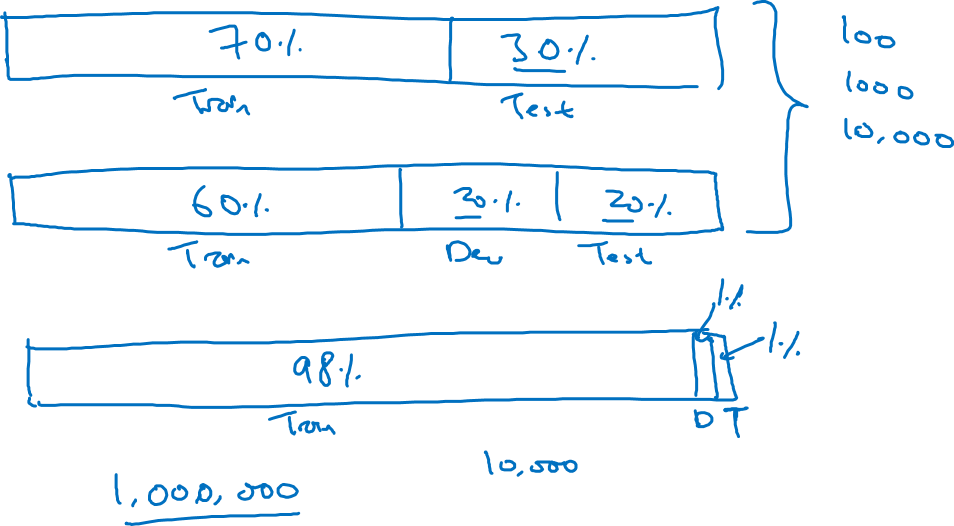 70% 30% 100
1000
Train Test 10,000
60% 20% 20%
Train Dev Test
1%
98% 1%
Train D T
10,000
1,000,000